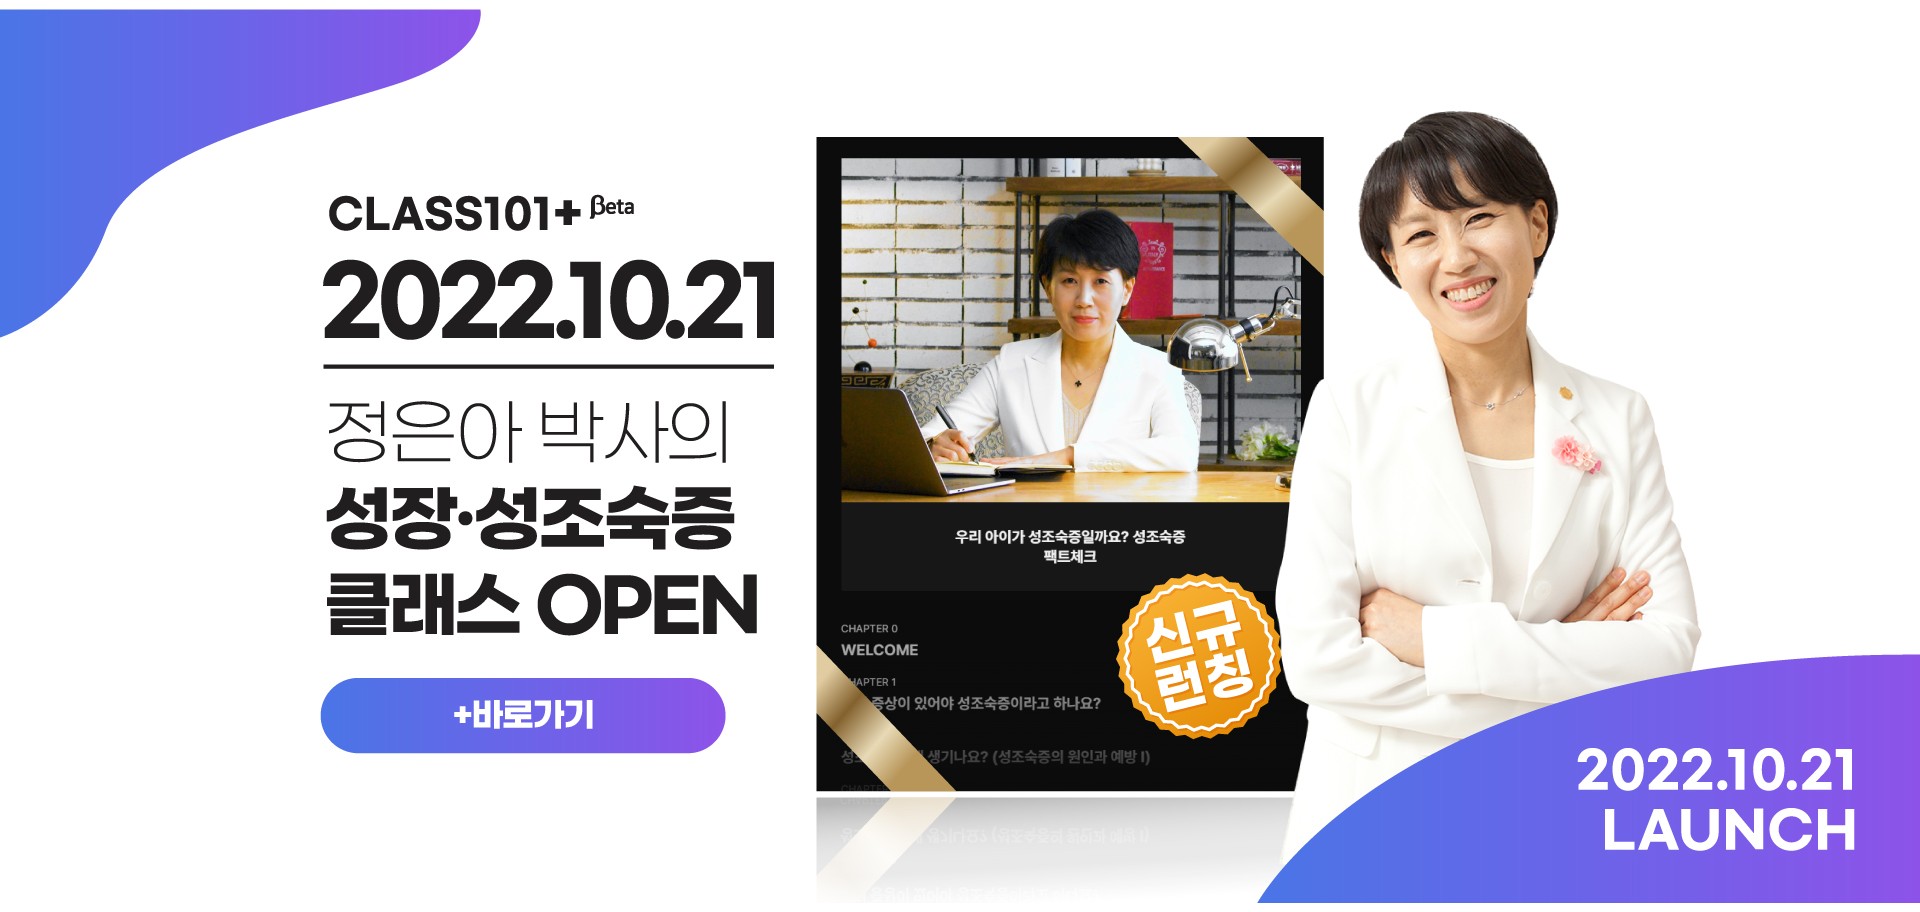 CLASS101+ βeta
2022.10.21
정은아 박사의
성장·성조숙증
클래스 OPEN
+바로가기
우리 아이가 성조숙증일까요? 성조숙증
팩트체크
CHAPTER 0
WELCOME
CHAPTER 1
증상이 있어야 성조숙증이라고 하나요?
생기나요? (성조숙증의 원인과 예방 I)
신규
런칭
2022.10.21
LAUNCH